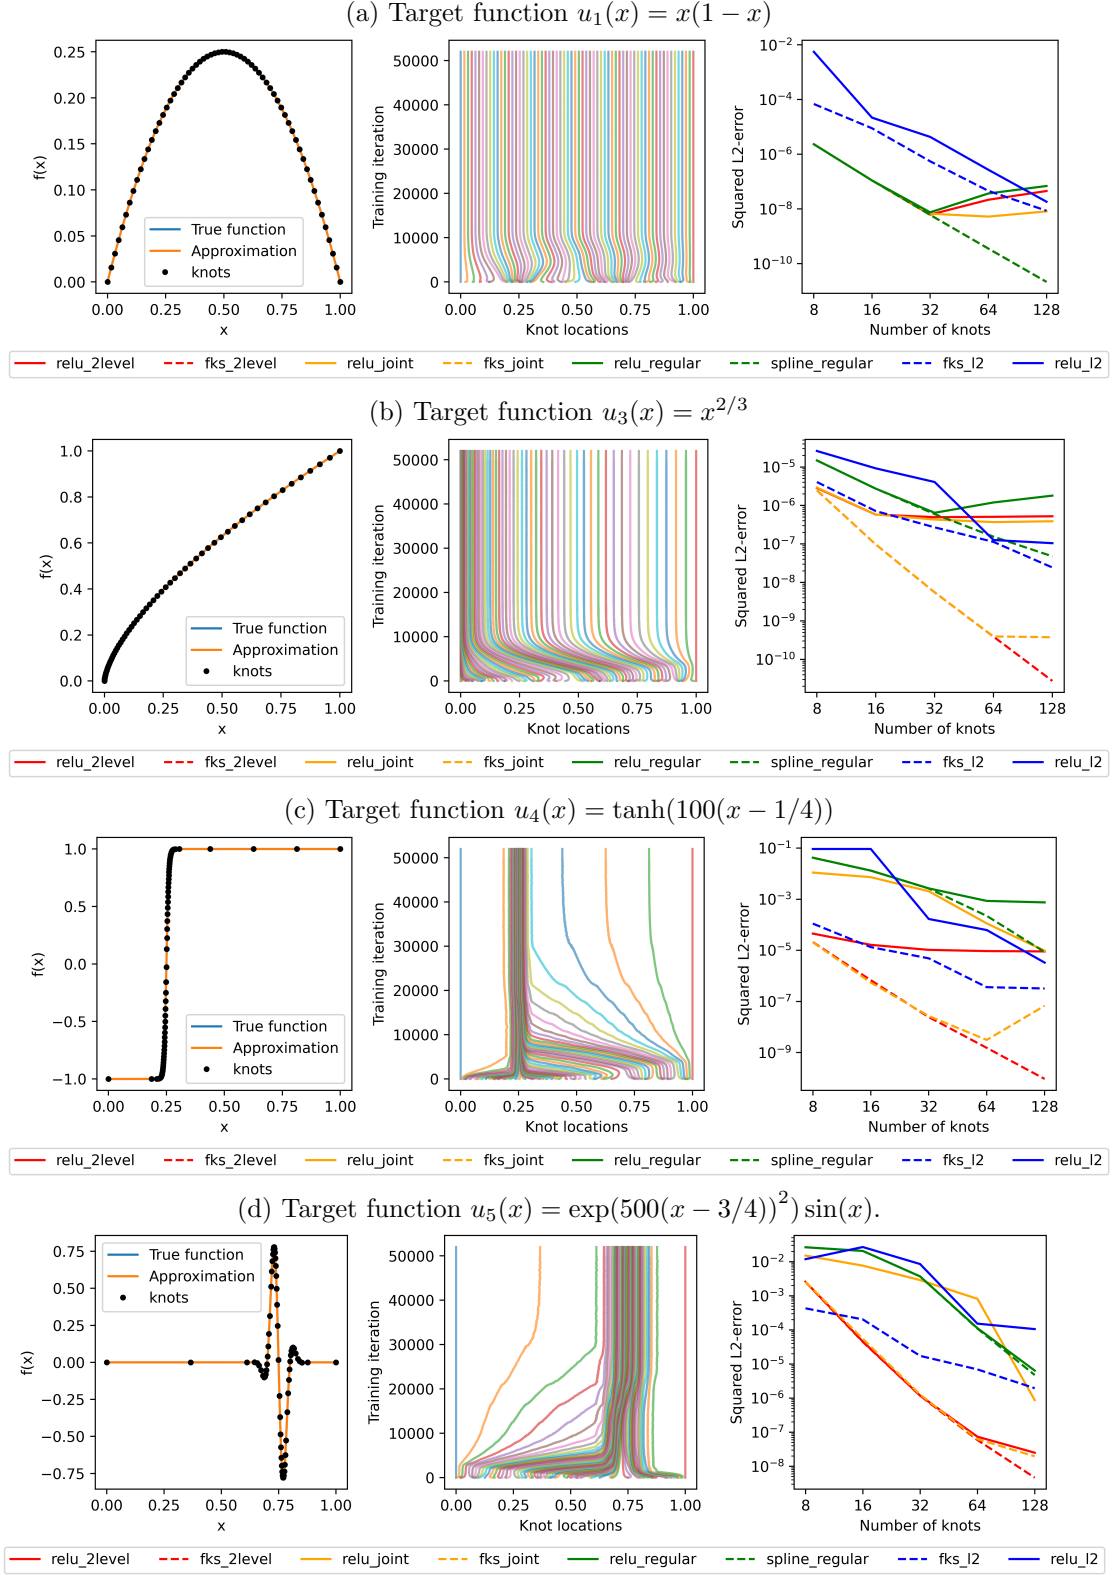 (a) Target function u₁(x) = x(1 − x)
0.25
0.20
0.15
0.10
0.05
0.00
f(x)
True function
Approximation
knots
0.00 0.25 0.50 0.75 1.00
x
50000
40000
30000
20000
10000
0
Training iteration
0.00 0.25 0.50 0.75 1.00
Knot locations
10⁻²
10⁻⁴
10⁻⁶
10⁻⁸
10⁻¹⁰
Squared L2-error
8 16 32 64 128
Number of knots
relu_2level fks_2level relu_joint fks_joint relu_regular spline_regular fks_l2 relu_l2
(b) Target function u₃(x) = x^{2/3}
1.0
0.8
0.6
0.4
0.2
0.0
f(x)
True function
Approximation
knots
0.00 0.25 0.50 0.75 1.00
x
50000
40000
30000
20000
10000
0
Training iteration
0.00 0.25 0.50 0.75 1.00
Knot locations
10⁻⁵
10⁻⁶
10⁻⁷
10⁻⁸
10⁻⁹
10⁻¹⁰
Squared L2-error
8 16 32 64 128
Number of knots
relu_2level fks_2level relu_joint fks_joint relu_regular spline_regular fks_l2 relu_l2
(c) Target function u₄(x) = tanh(100(x − 1/4))
1.0
0.5
0.0
−0.5
−1.0
f(x)
True function
Approximation
knots
0.00 0.25 0.50 0.75 1.00
x
50000
40000
30000
20000
10000
0
Training iteration
0.00 0.25 0.50 0.75 1.00
Knot locations
10⁻¹
10⁻³
10⁻⁵
10⁻⁷
10⁻⁹
Squared L2-error
8 16 32 64 128
Number of knots
relu_2level fks_2level relu_joint fks_joint relu_regular spline_regular fks_l2 relu_l2
(d) Target function u₅(x) = exp(500(x − 3/4))²) sin(x).
0.75
0.50
0.25
0.00
−0.25
−0.50
−0.75
f(x)
True function
Approximation
knots
0.00 0.25 0.50 0.75 1.00
x
50000
40000
30000
20000
10000
0
Training iteration
0.00 0.25 0.50 0.75 1.00
Knot locations
10⁻²
10⁻³
10⁻⁴
10⁻⁵
10⁻⁶
10⁻⁷
10⁻⁸
Squared L2-error
8 16 32 64 128
Number of knots
relu_2level fks_2level relu_joint fks_joint relu_regular spline_regular fks_l2 relu_l2